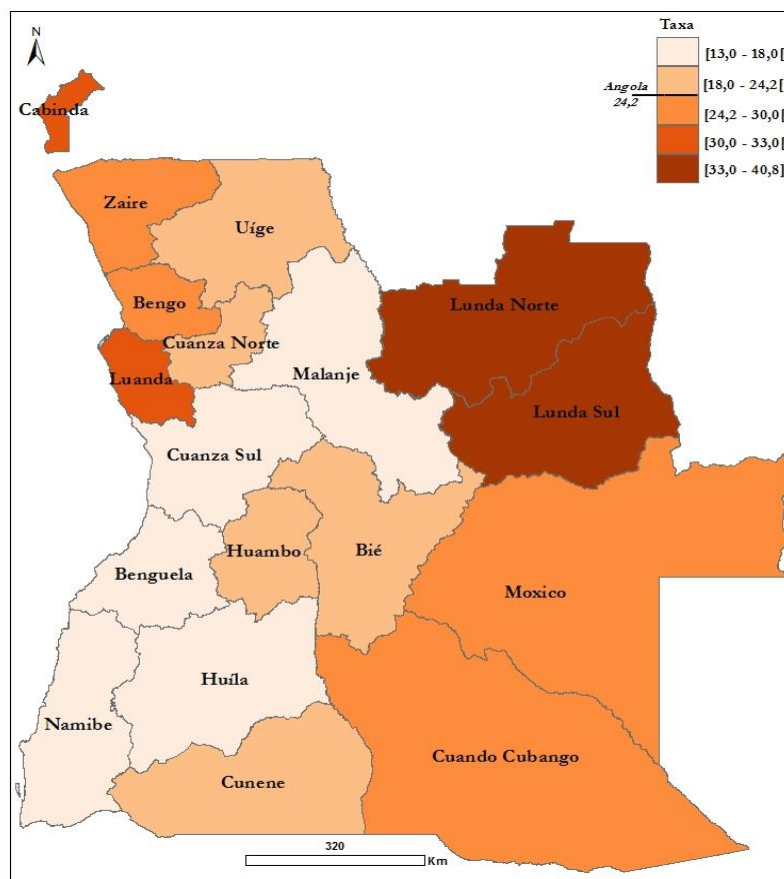 N
Taxa
[13,0 - 18,0[
[18,0 - 24,2[
Angola
24,2
[24,2 - 30,0[
[30,0 - 33,0[
[33,0 - 40,8]
Cabinda
Zaire
Uíge
Bengo
Cuanza Norte
Luanda
Malanje
Lunda Norte
Lunda Sul
Cuanza Sul
Benguela
Huambo
Bié
Moxico
Huíla
Namibe
Cuando Cubango
Cunene
320
Km